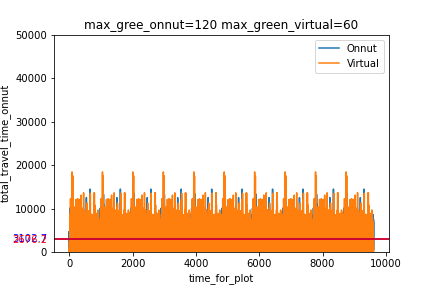 max_gree_onnut=120 max_green_virtual=60
50000
40000
30000
20000
10000
0
total_travel_time_onnut
Onnut
Virtual
0
2000
4000
6000
8000
10000
time_for_plot